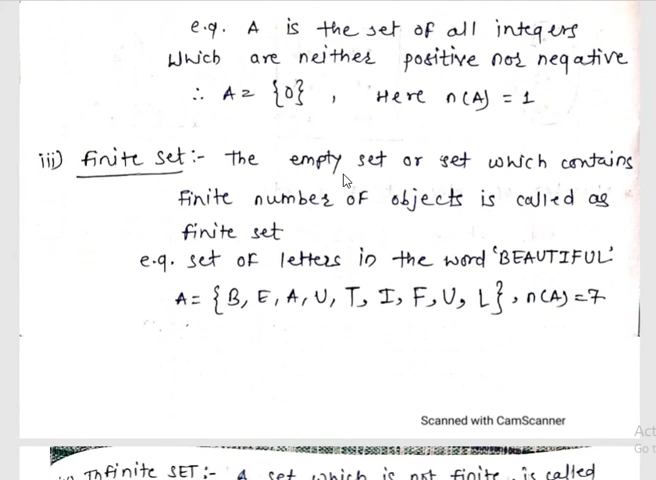 e.g. A is the set of all integers
which are neither positive nor negative
∴ A = {0} , Here n(A) = 1
iii) finite set:- The empty set or set which contains
finite number of objects is called as
finite set
e.g. set of letters in the word 'BEAUTIFUL'
A = {B, E, A, U, T, I, F, U, L}, n(A) = 7
Scanned with CamScanner
Act
Go t
Infinite SET:- A set which is not finite, is called